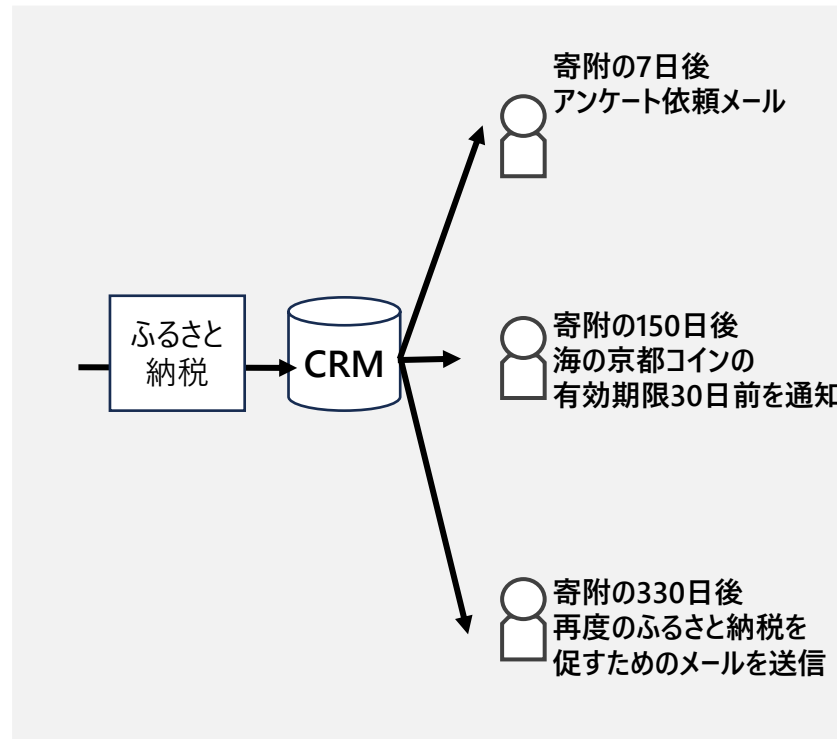 寄附の7日後
アンケート依頼メール
ふるさと
納税
CRM
寄附の150日後
海の京都コインの
有効期限30日前を通知
寄附の330日後
再度のふるさと納税を
促すためのメールを送信